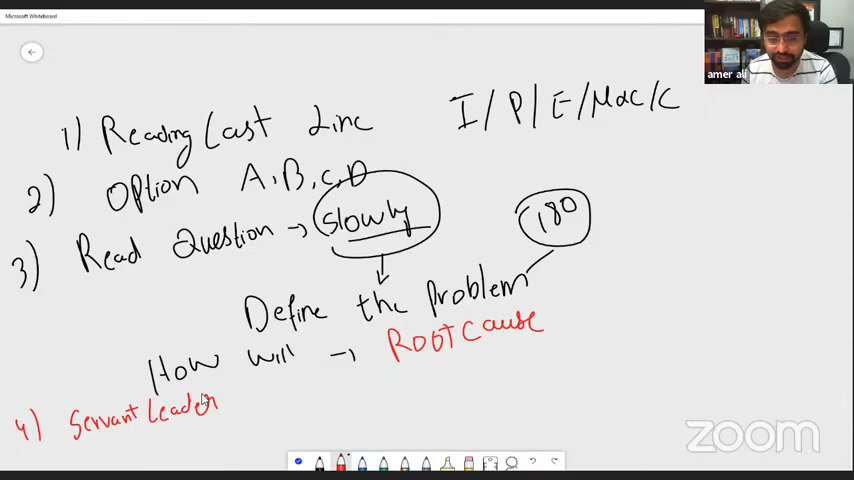 Microsoft Whiteboard
amer ali
1) Reading Last Line
I/P/E/M&C/C
2) Option A, B, C, D
3) Read Question → slowly
180
Define the problem
How will → Root cause
4) Servant Leader
zoom